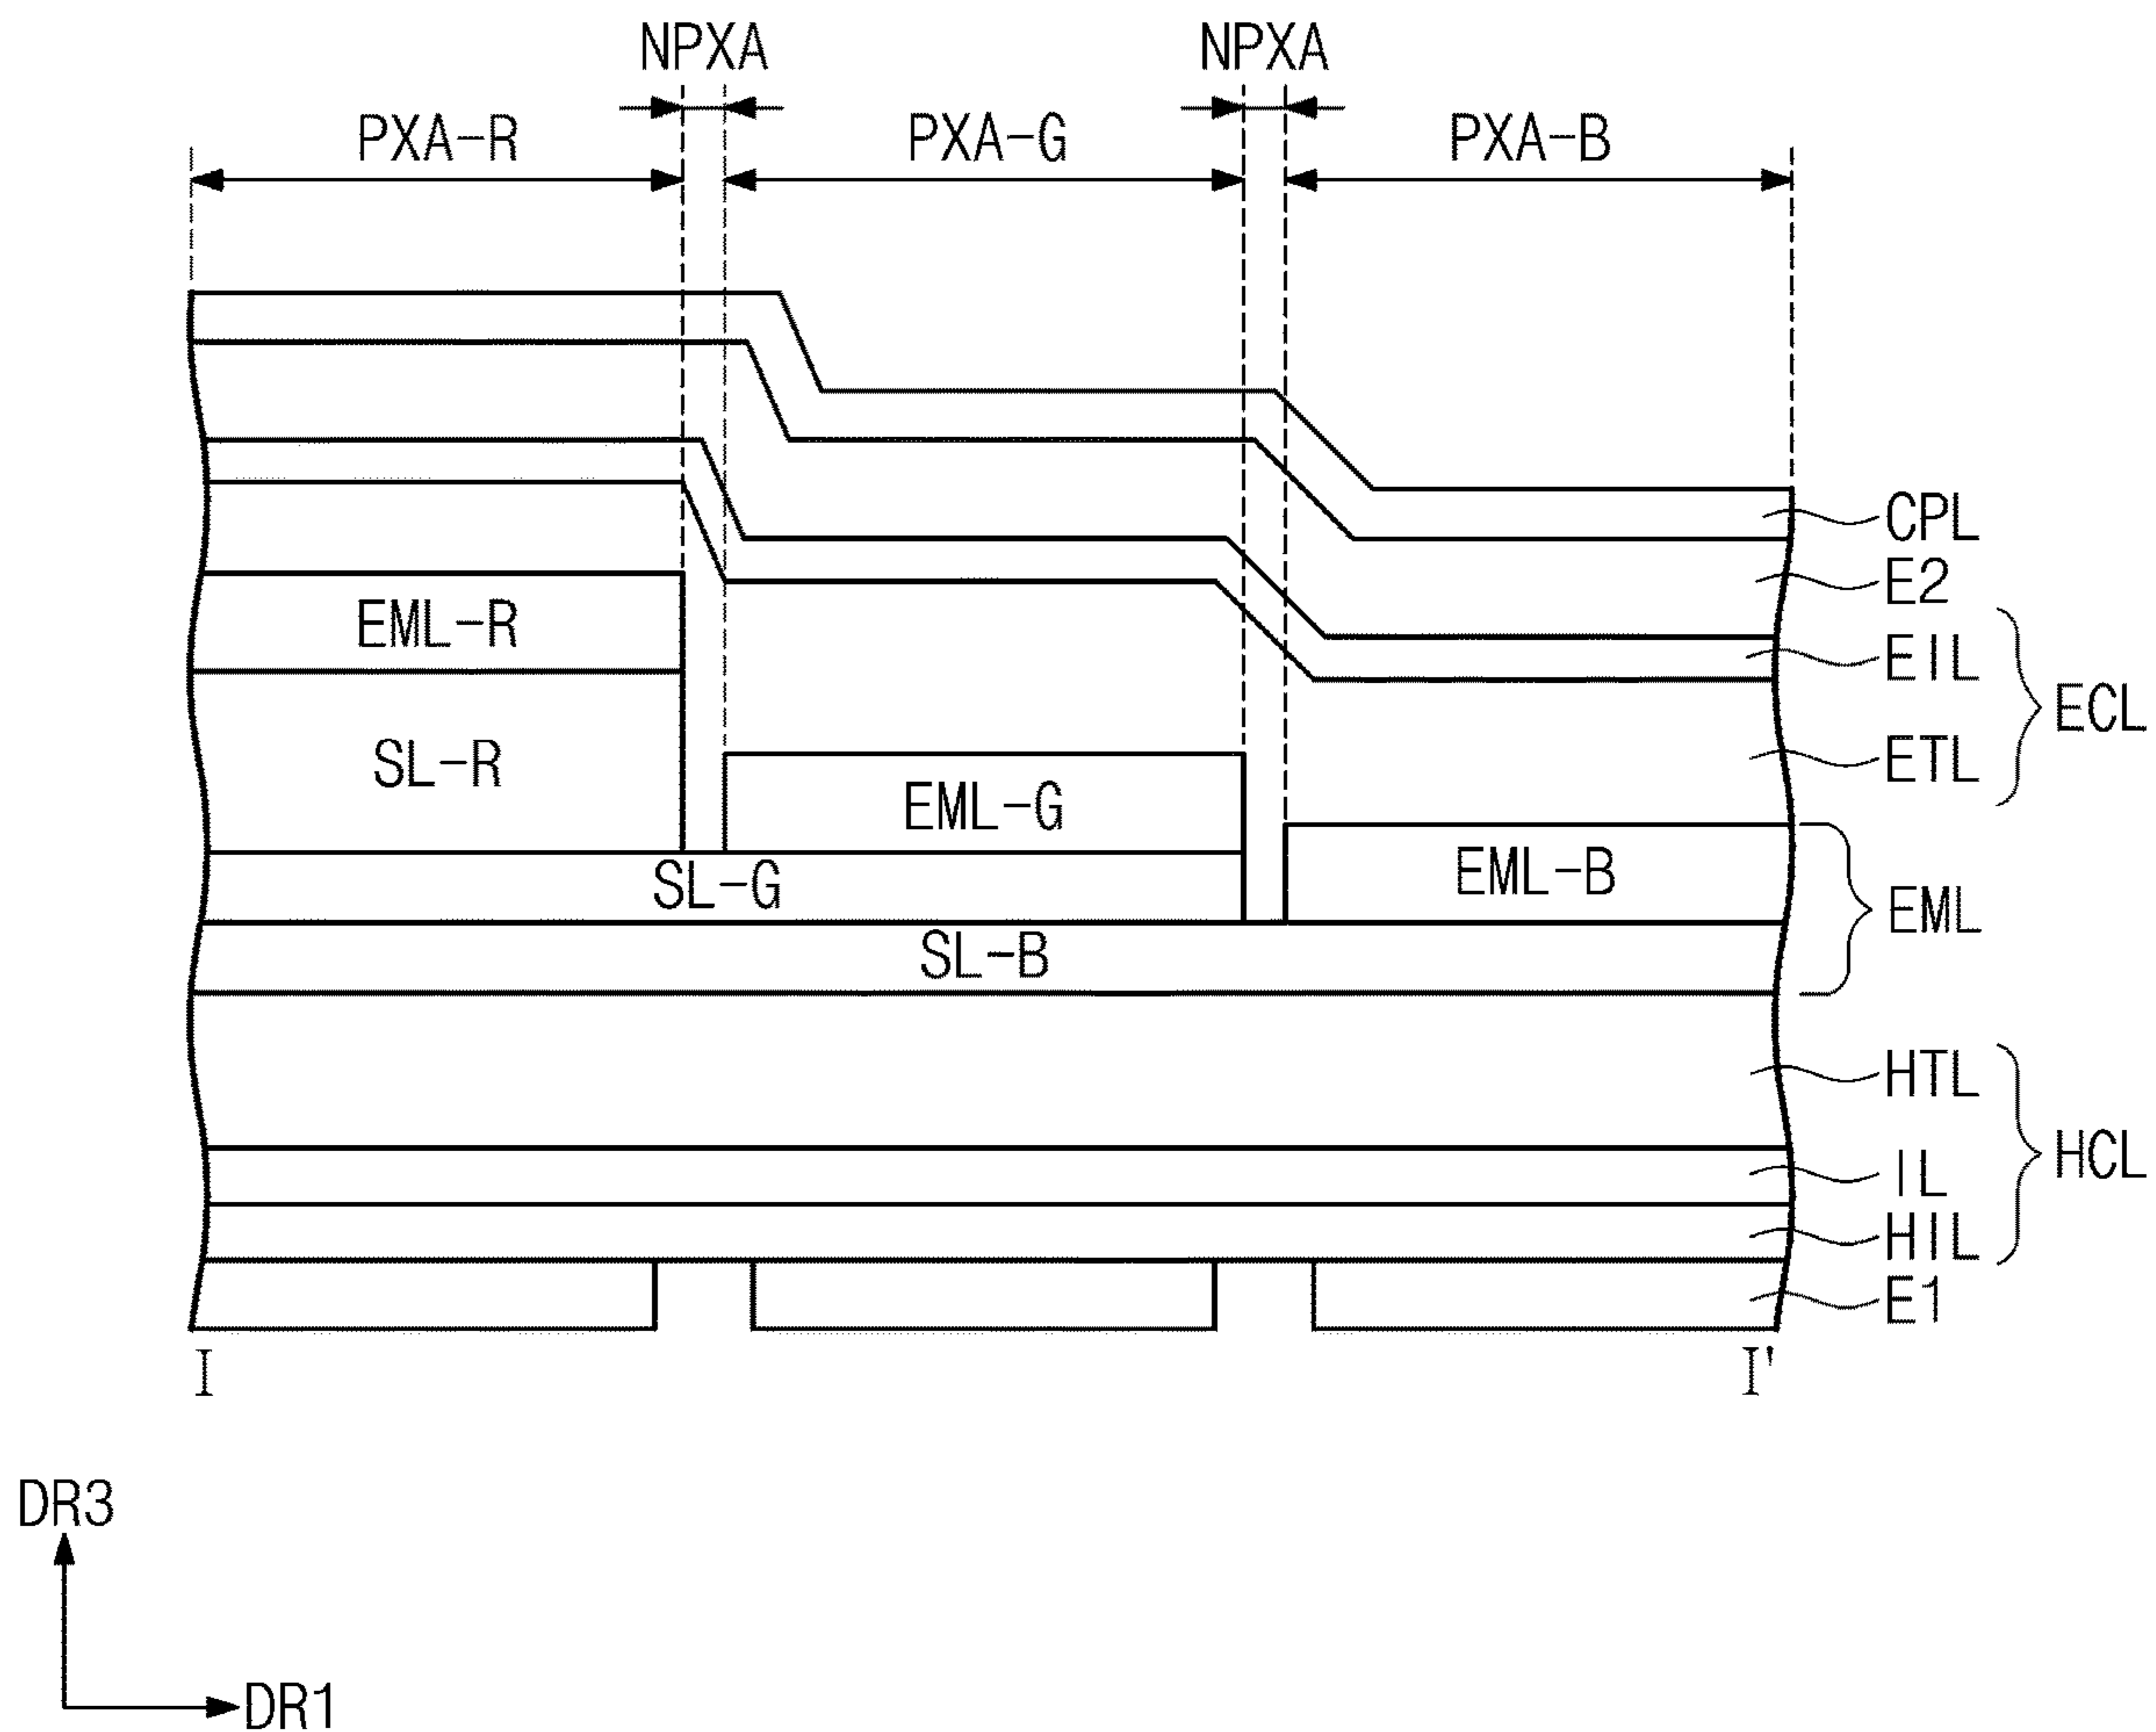 NPXA NPXA
PXA-R PXA-G PXA-B
CPL
E2
EML-R
EIL
ECL
SL-R
ETL
EML-G
EML-B
SL-G
EML
SL-B
HTL
HCL
IL
HIL
E1
I I'
DR3
DR1